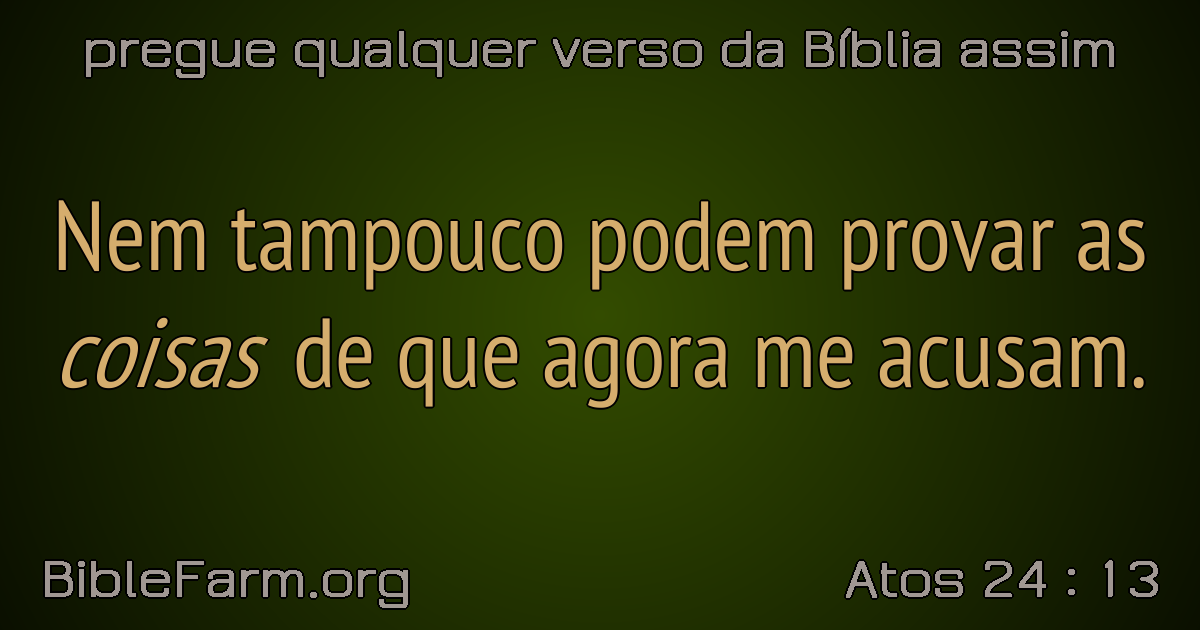 pregue qualquer verso da Bíblia assim
Nem tampouco podem provar as
coisas de que agora me acusam.
BibleFarm.org
Atos 24 : 13